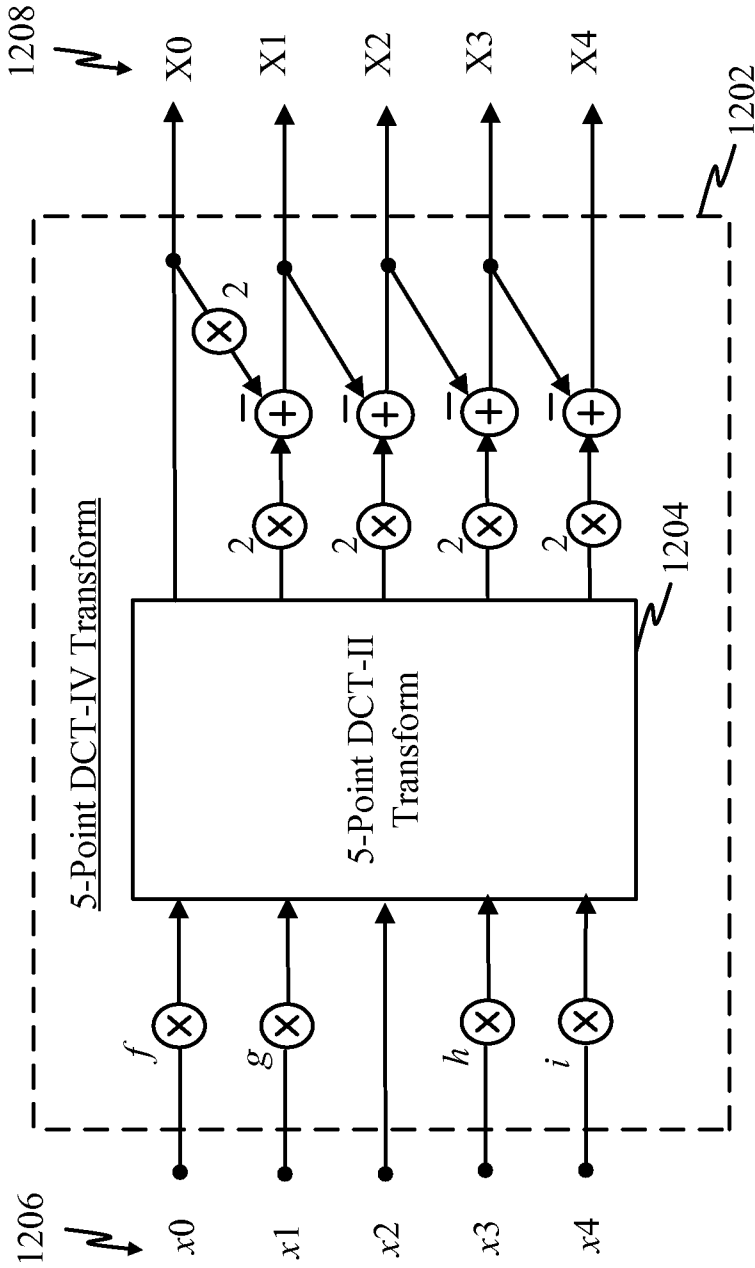 5-Point DCT-IV Transform
1206
1208
x0
x1
x2
x3
x4
f
g
h
i
5-Point DCT-II
Transform
2
2
2
2
2
X0
X1
X2
X3
X4
1204
1202